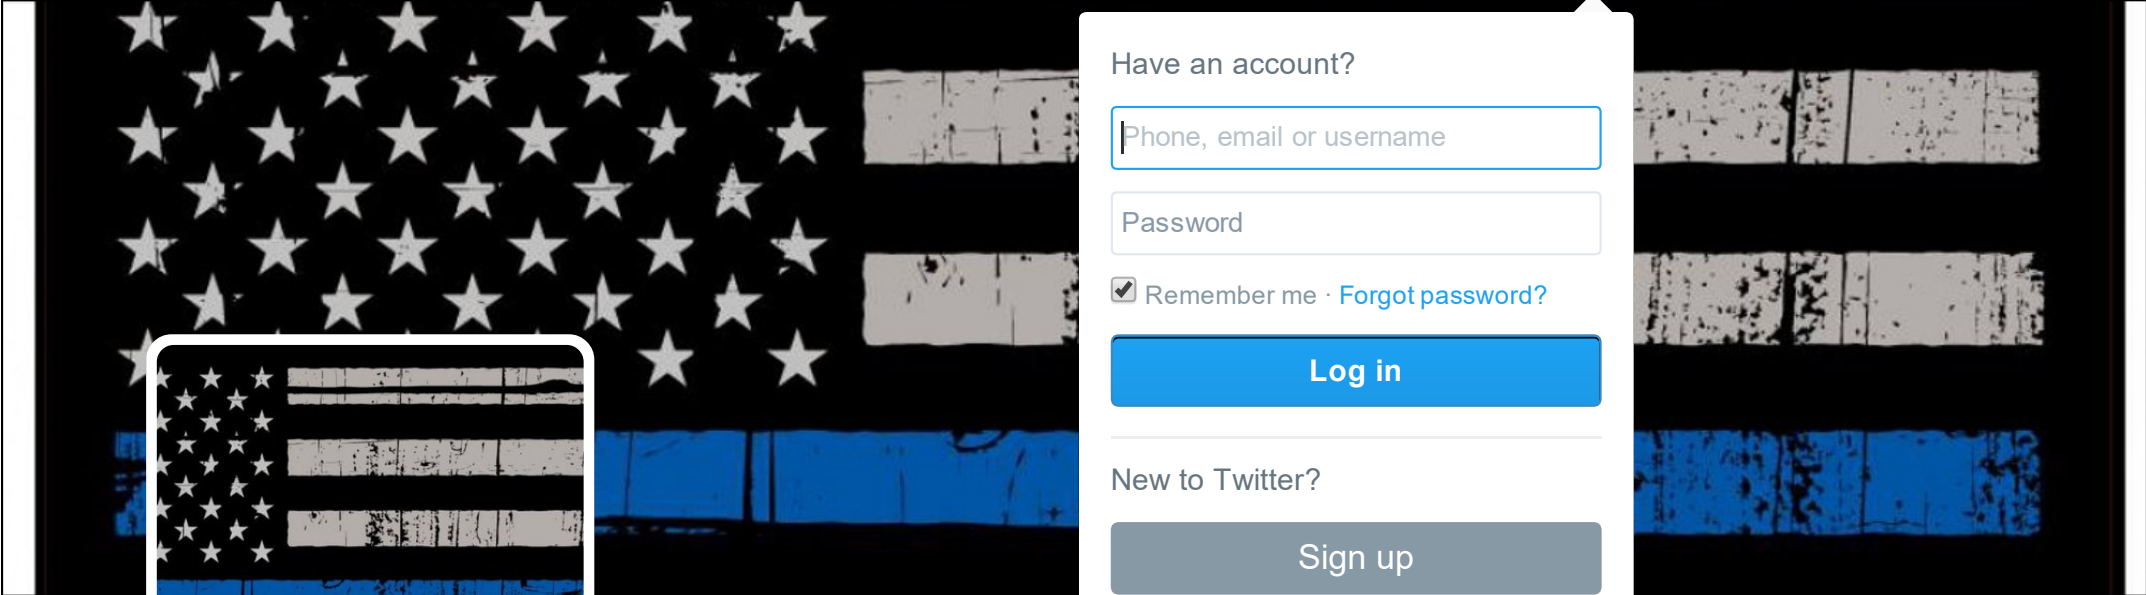 Have an account?
Phone, email or username
Password
Remember me · Forgot password?
Log in
New to Twitter?
Sign up